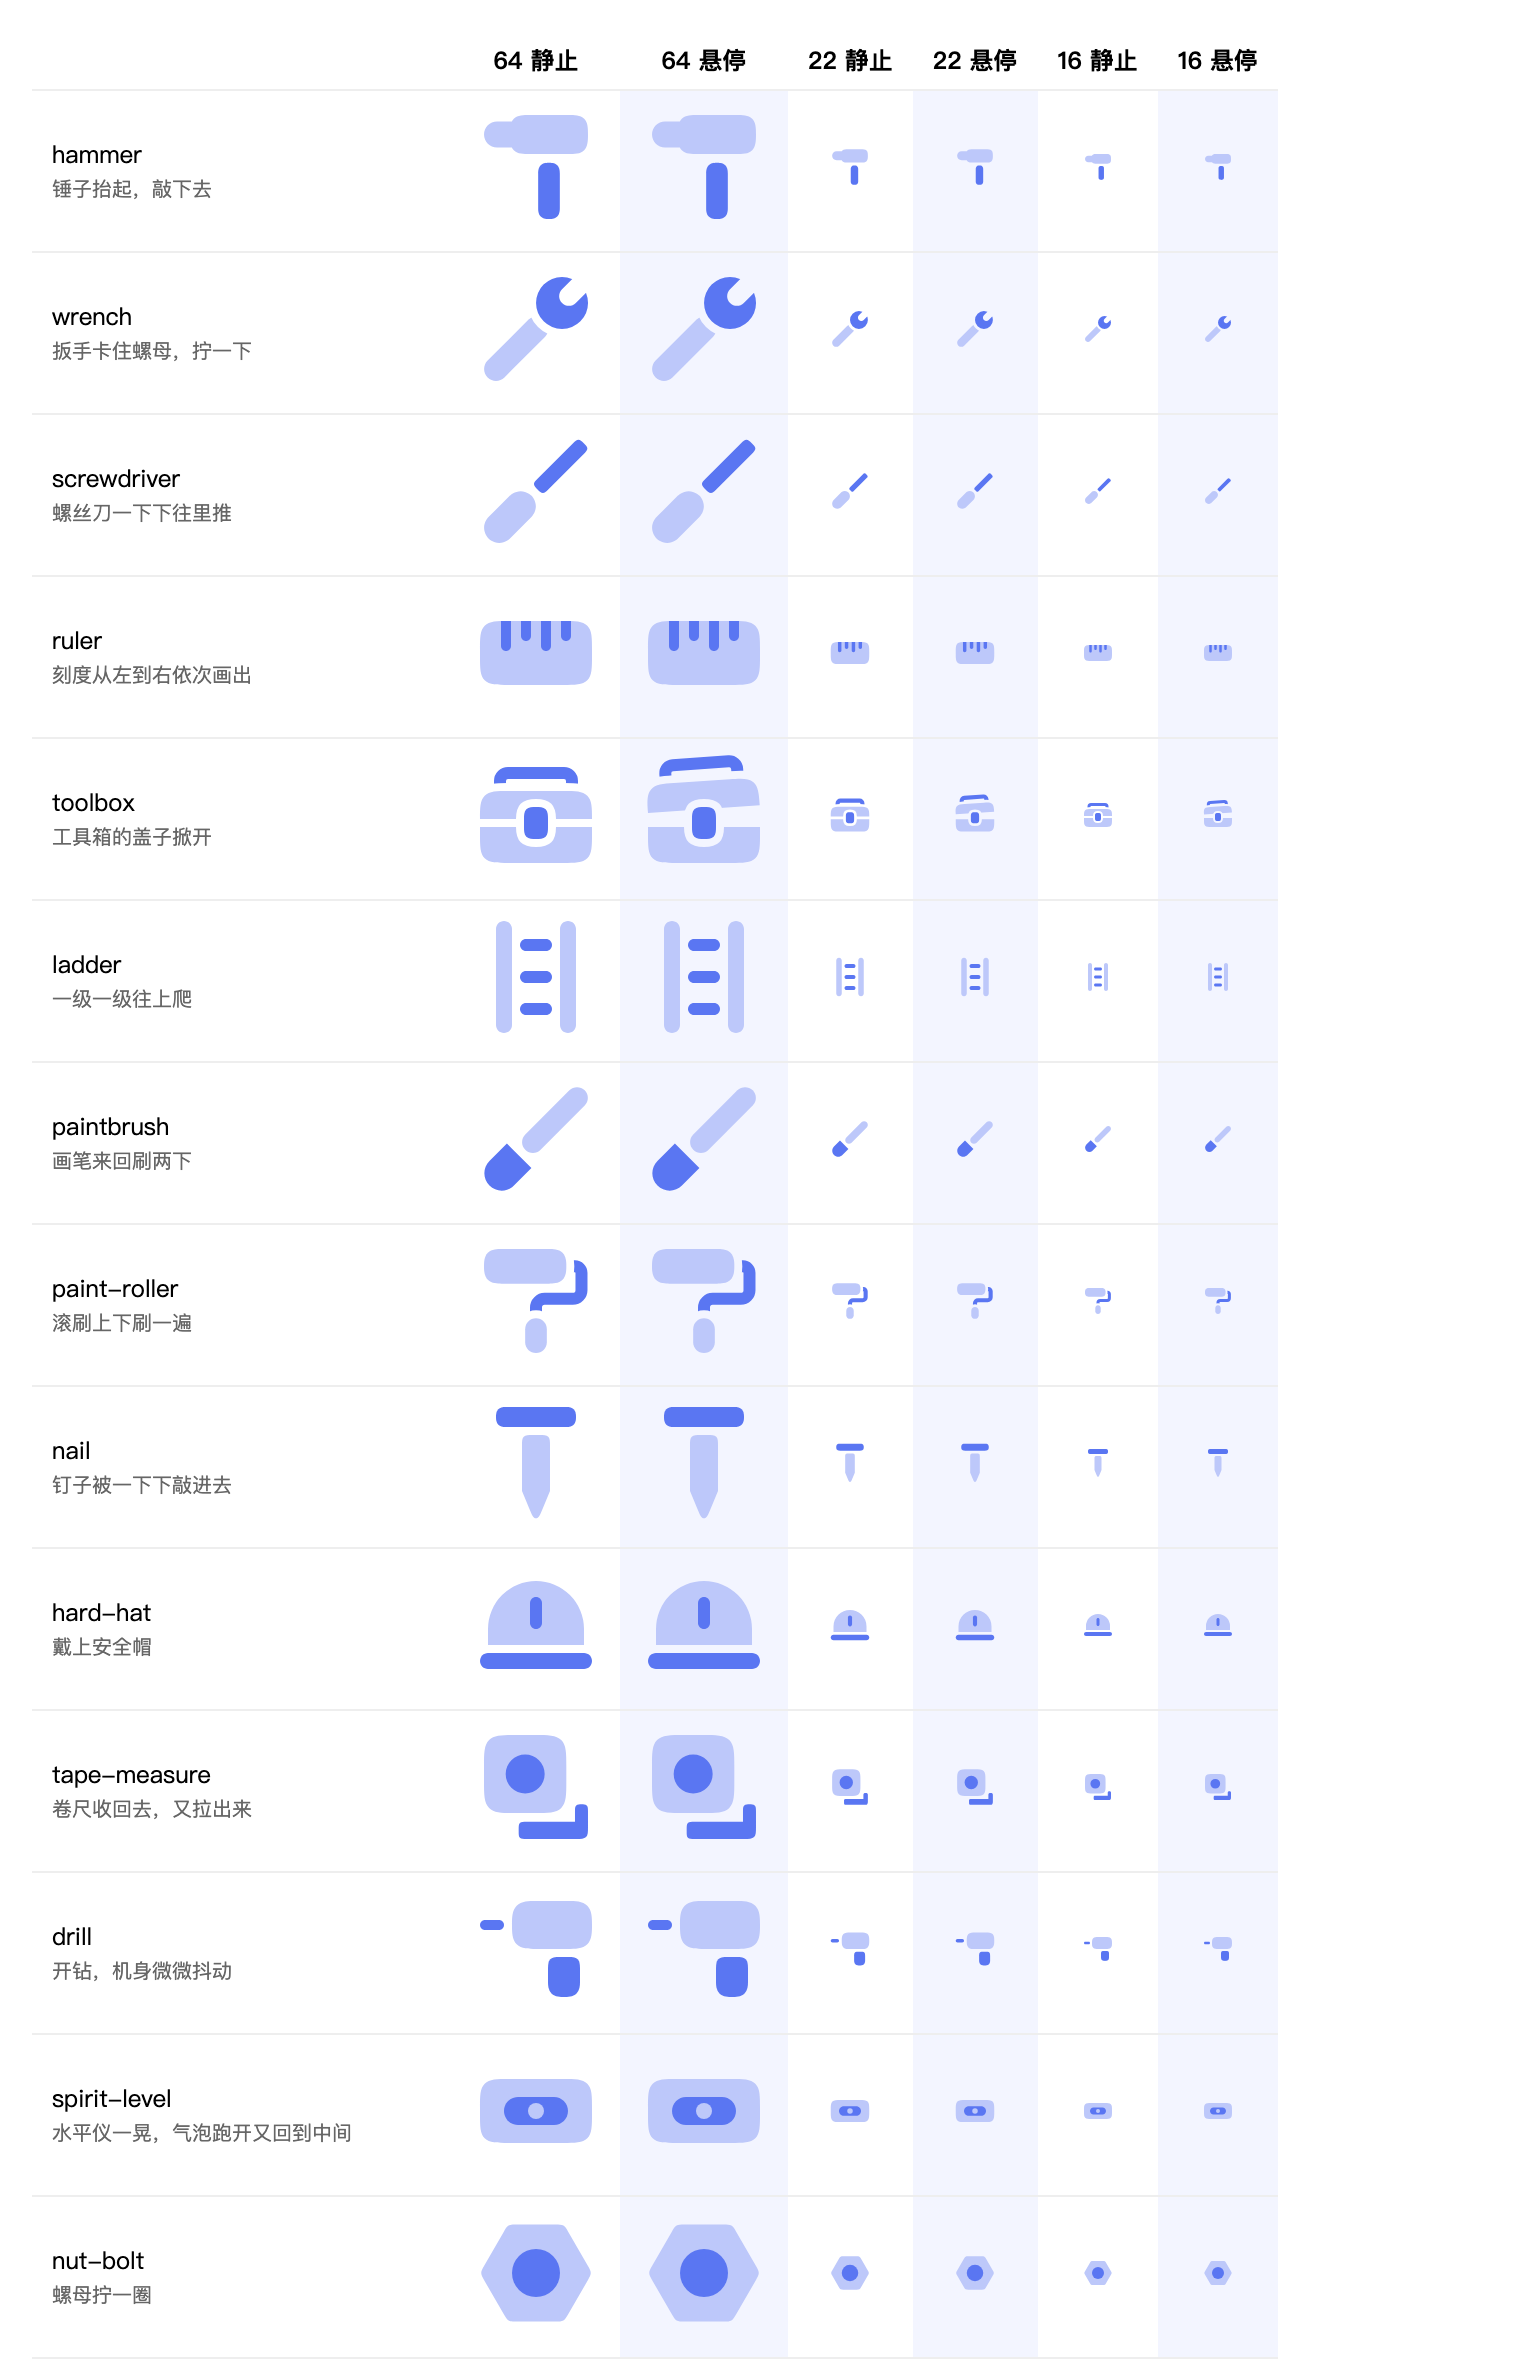 64 静止 64 悬停 22 静止 22 悬停 16 静止 16 悬停
hammer
锤子抬起，敲下去
wrench
扳手卡住螺母，拧一下
screwdriver
螺丝刀一下下往里推
ruler
刻度从左到右依次画出
toolbox
工具箱的盖子掀开
ladder
一级一级往上爬
paintbrush
画笔来回刷两下
paint-roller
滚刷上下刷一遍
nail
钉子被一下下敲进去
hard-hat
戴上安全帽
tape-measure
卷尺收回去，又拉出来
drill
开钻，机身微微抖动
spirit-level
水平仪一晃，气泡跑开又回到中间
nut-bolt
螺母拧一圈